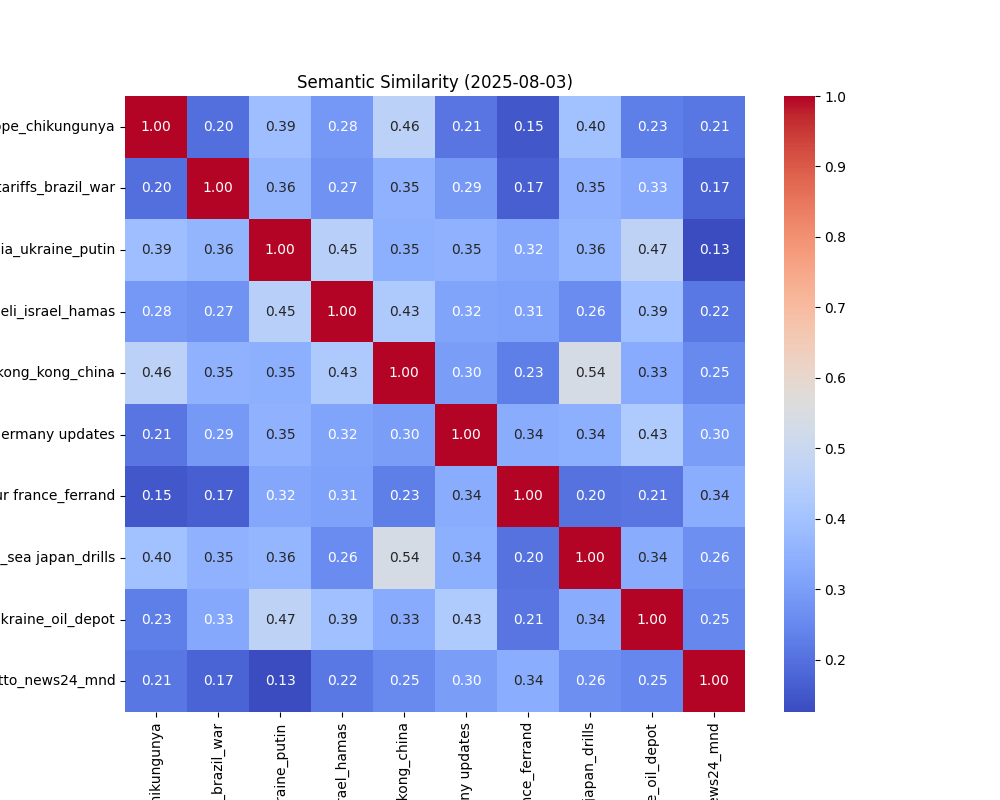 Semantic Similarity (2025-08-03)
ope_chikungunya 1.00 0.20 0.39 0.28 0.46 0.21 0.15 0.40 0.23 0.21
tariffs_brazil_war 0.20 1.00 0.36 0.27 0.35 0.29 0.17 0.35 0.33 0.17
ia_ukraine_putin 0.39 0.36 1.00 0.45 0.35 0.35 0.32 0.36 0.47 0.13
eli_israel_hamas 0.28 0.27 0.45 1.00 0.43 0.32 0.31 0.26 0.39 0.22
kong_kong_china 0.46 0.35 0.35 0.43 1.00 0.30 0.23 0.54 0.33 0.25
ermany updates 0.21 0.29 0.35 0.32 0.30 1.00 0.34 0.34 0.43 0.30
ur france_ferrand 0.15 0.17 0.32 0.31 0.23 0.34 1.00 0.20 0.21 0.34
_sea japan_drills 0.40 0.35 0.36 0.26 0.54 0.34 0.20 1.00 0.34 0.26
kraine_oil_depot 0.23 0.33 0.47 0.39 0.33 0.43 0.21 0.34 1.00 0.25
tto_news24_mnd 0.21 0.17 0.13 0.22 0.25 0.30 0.34 0.26 0.25 1.00
hikungunya
_brazil_war
raine_putin
rael_hamas
kong_china
ny updates
nce_ferrand
japan_drills
e_oil_depot
ews24_mnd
1.0
0.9
0.8
0.7
0.6
0.5
0.4
0.3
0.2